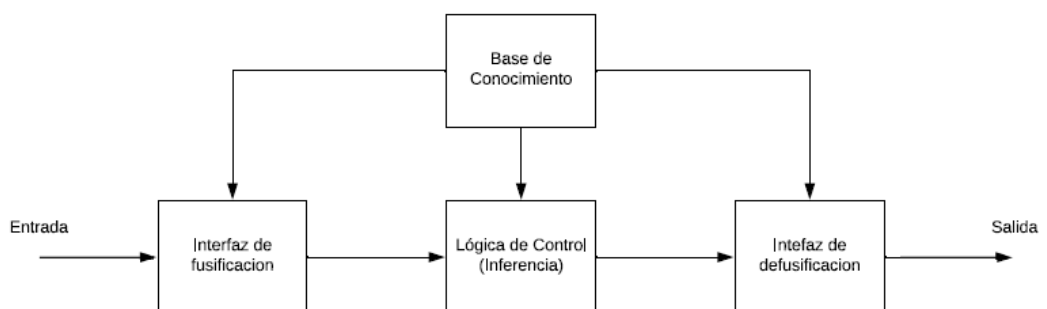 Base de
Conocimiento
Entrada
Interfaz de
fusificacion
Lógica de Control
(Inferencia)
Intefaz de
defusificacion
Salida